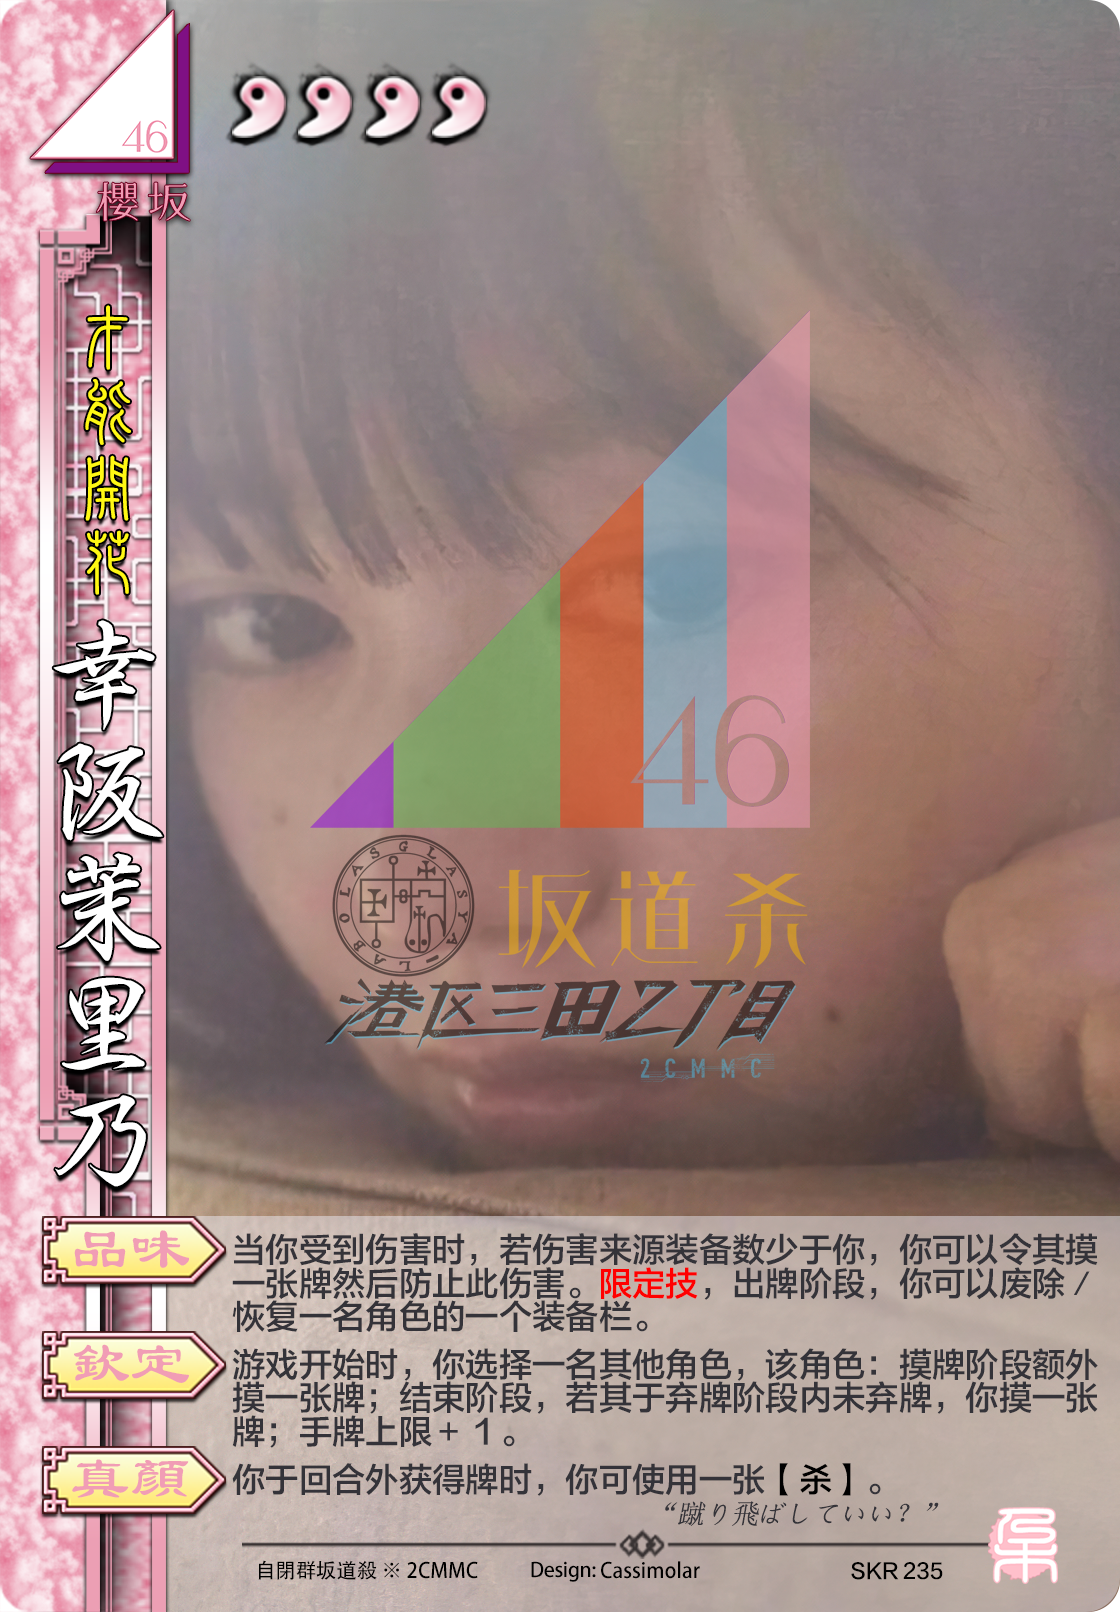 46
櫻坂
才能開花
幸阪茉里乃
46
GLASYA-LABOLAS
坂道杀
港区三田2丁目
2CMMC
品味
当你受到伤害时，若伤害来源装备数少于你，你可以令其摸
一张牌然后防止此伤害。限定技，出牌阶段，你可以废除/
恢复一名角色的一个装备栏。
欽定
游戏开始时，你选择一名其他角色，该角色：摸牌阶段额外
摸一张牌；结束阶段，若其于弃牌阶段内未弃牌，你摸一张
牌；手牌上限+1。
真顔
你于回合外获得牌时，你可使用一张【杀】。
“蹴り飛ばしていい？”
自閉群坂道殺 ※ 2CMMC
Design: Cassimolar
SKR 235